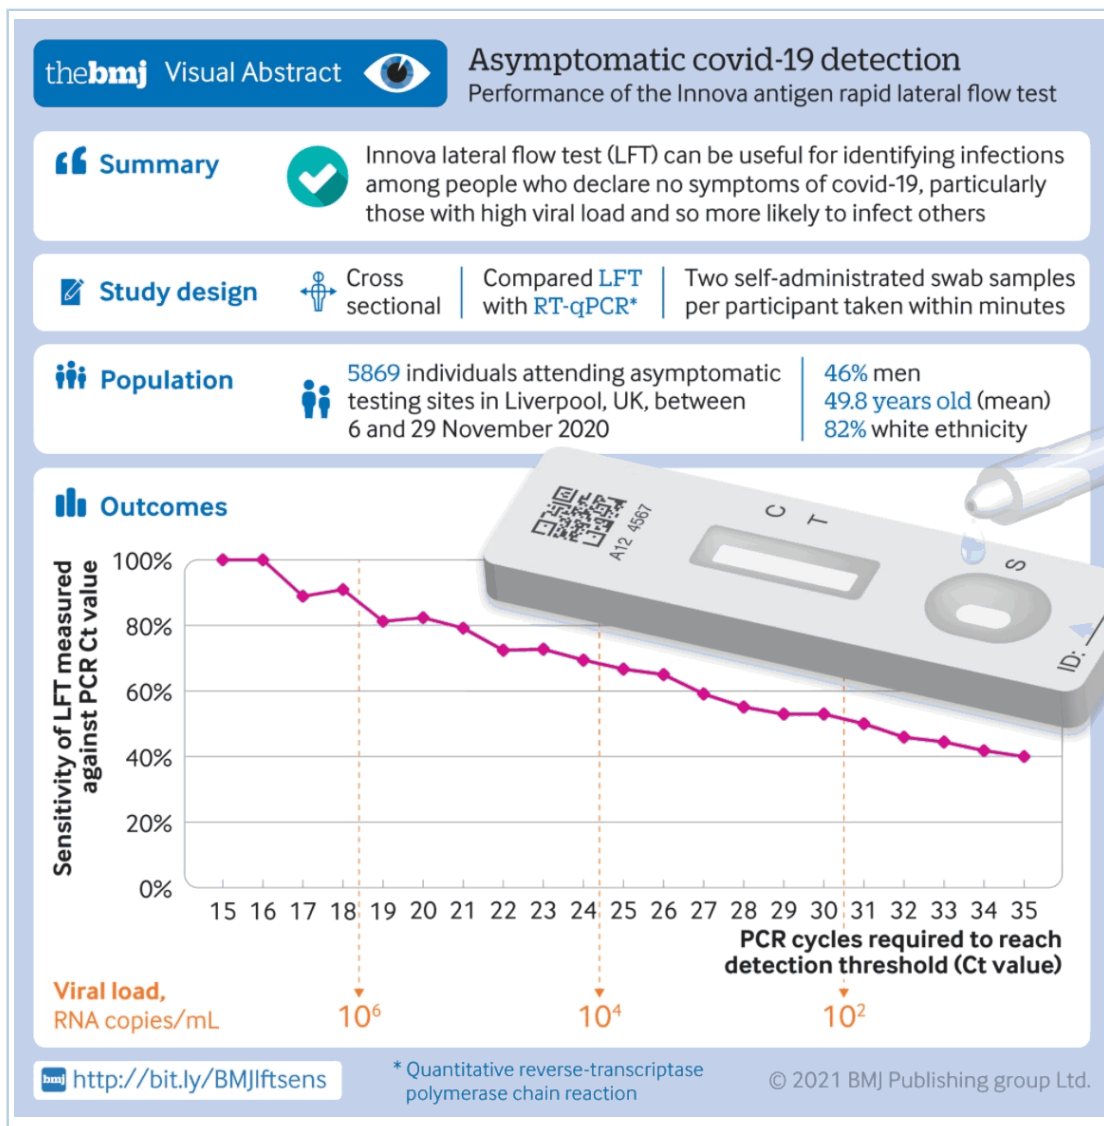 thebmj Visual Abstract
Asymptomatic covid-19 detection
Performance of the Innova antigen rapid lateral flow test
Summary
Innova lateral flow test (LFT) can be useful for identifying infections
among people who declare no symptoms of covid-19, particularly
those with high viral load and so more likely to infect others
Study design
Cross
sectional
Compared LFT
with RT-qPCR*
Two self-administrated swab samples
per participant taken within minutes
Population
5869 individuals attending asymptomatic
testing sites in Liverpool, UK, between
6 and 29 November 2020
46% men
49.8 years old (mean)
82% white ethnicity
Outcomes
A12 4567
C T
S
ID:
Sensitivity of LFT measured
against PCR Ct value
100%
80%
60%
40%
20%
0%
15 16 17 18 19 20 21 22 23 24 25 26 27 28 29 30 31 32 33 34 35
PCR cycles required to reach
detection threshold (Ct value)
Viral load,
RNA copies/mL
10⁶ 10⁴ 10²
bmj http://bit.ly/BMJlftsens
* Quantitative reverse-transcriptase
polymerase chain reaction
© 2021 BMJ Publishing group Ltd.